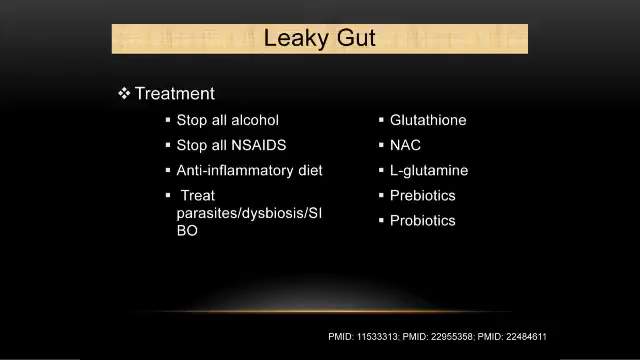 Leaky Gut
❖ Treatment
▪ Stop all alcohol
▪ Stop all NSAIDS
▪ Anti-inflammatory diet
▪ Treat
parasites/dysbiosis/SI
BO
▪ Glutathione
▪ NAC
▪ L-glutamine
▪ Prebiotics
▪ Probiotics
PMID: 11533313; PMID: 22955358; PMID: 22484611